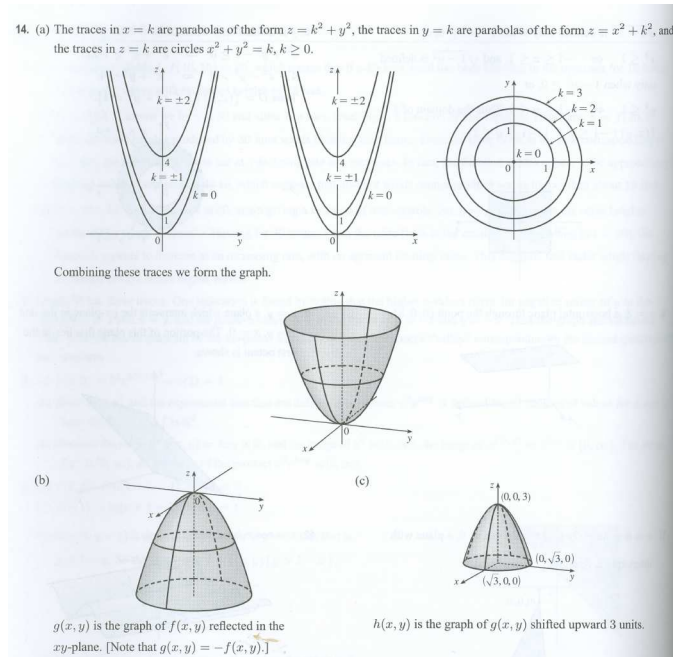 14. (a) The traces in x = k are parabolas of the form z = k² + y², the traces in y = k are parabolas of the form z = x² + k², and
the traces in z = k are circles x² + y² = k, k ≥ 0.
z
k = ±2
4
k = ±1
k = 0
1
0
y
z
k = ±2
4
k = ±1
k = 0
1
0
x
y
k = 3
k = 2
k = 1
1
k = 0
0
1
x
Combining these traces we form the graph.
z
0
x
y
(b)
z
0
x
y
(c)
z
(0, 0, 3)
(0, √3, 0)
x
(√3, 0, 0)
y
g(x, y) is the graph of f(x, y) reflected in the
xy-plane. [Note that g(x, y) = −f(x, y).]
h(x, y) is the graph of g(x, y) shifted upward 3 units.